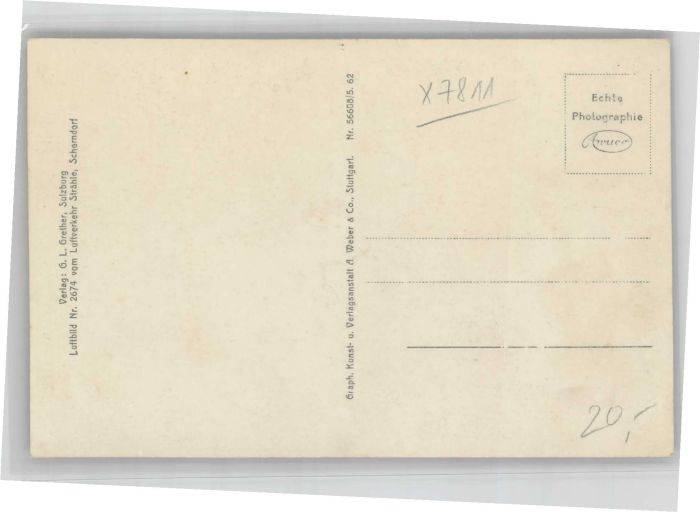 Verlag: G. L. Grether, Sulzburg
Luftbild Nr. 2674 vom Luftverkehr Strähle, Schorndorf
Graph. Kunst- u. Verlagsanstalt A. Weber & Co., Stuttgart. Nr. 56608/5. 62
X7811
Echte
Photographie
20,-